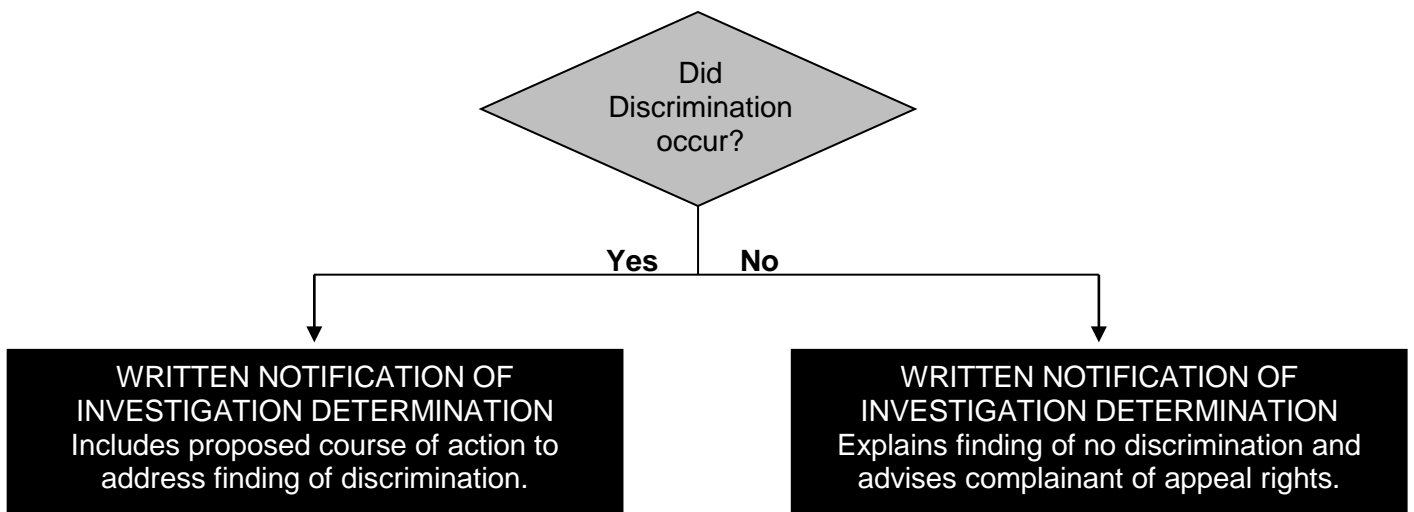 Did
Discrimination
occur?
Yes No
WRITTEN NOTIFICATION OF
INVESTIGATION DETERMINATION
Includes proposed course of action to
address finding of discrimination.
WRITTEN NOTIFICATION OF
INVESTIGATION DETERMINATION
Explains finding of no discrimination and
advises complainant of appeal rights.